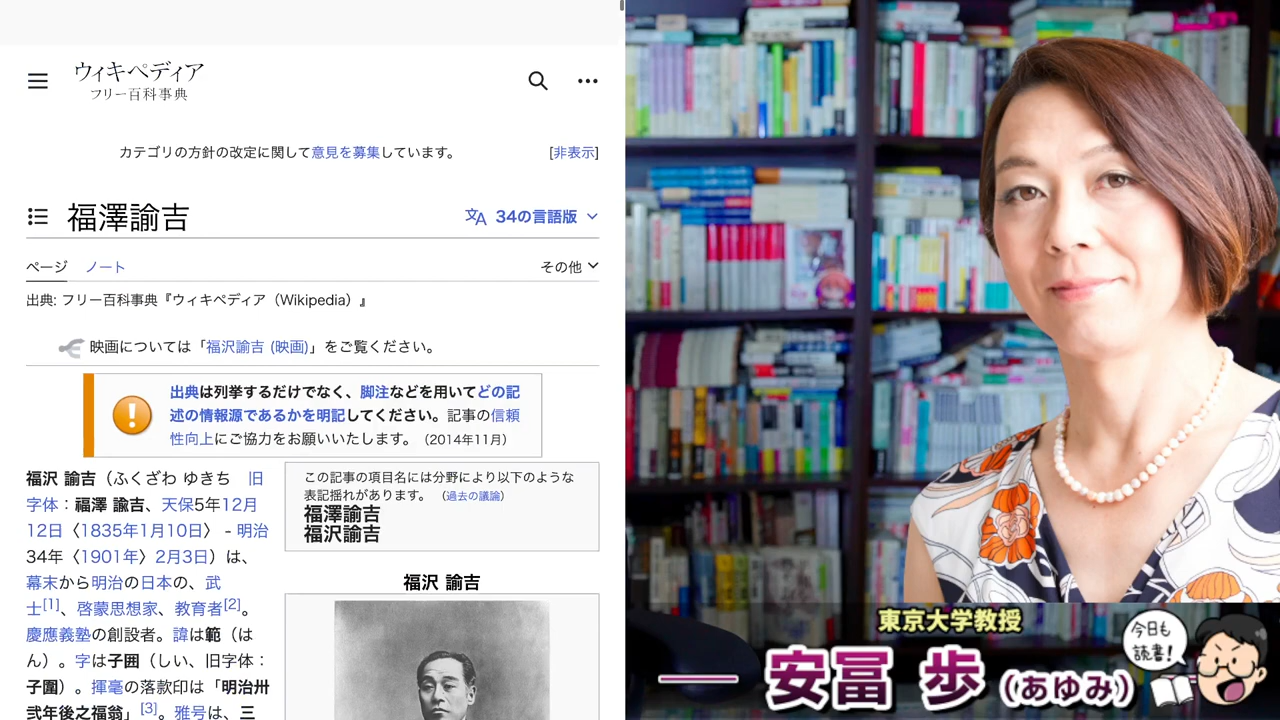 ウィキペディア
フリー百科事典
カテゴリの方針の改定に関して意見を募集しています。 [非表示]
福澤諭吉
文A 34の言語版
ページ ノート その他
出典: フリー百科事典『ウィキペディア（Wikipedia）』
映画については「福沢諭吉 (映画)」をご覧ください。
出典は列挙するだけでなく、脚注などを用いてどの記
述の情報源であるかを明記してください。記事の信頼
性向上にご協力をお願いいたします。（2014年11月）
福沢 諭吉（ふくざわ ゆきち 旧
字体：福澤 諭吉、天保5年12月
12日〈1835年1月10日〉 - 明治
34年〈1901年〉2月3日）は、
幕末から明治の日本の、武
士[1]、啓蒙思想家、教育者[2]。
慶應義塾の創設者。諱は範（は
ん）。字は子囲（しい、旧字体：
子圍）。揮毫の落款印は「明治卅
弐年後之福翁」[3]。雅号は、三
この記事の項目名には分野により以下のような
表記揺れがあります。（過去の議論）
福澤諭吉
福沢諭吉
福沢 諭吉
東京大学教授
安冨 歩（あゆみ）
今日も
読書！